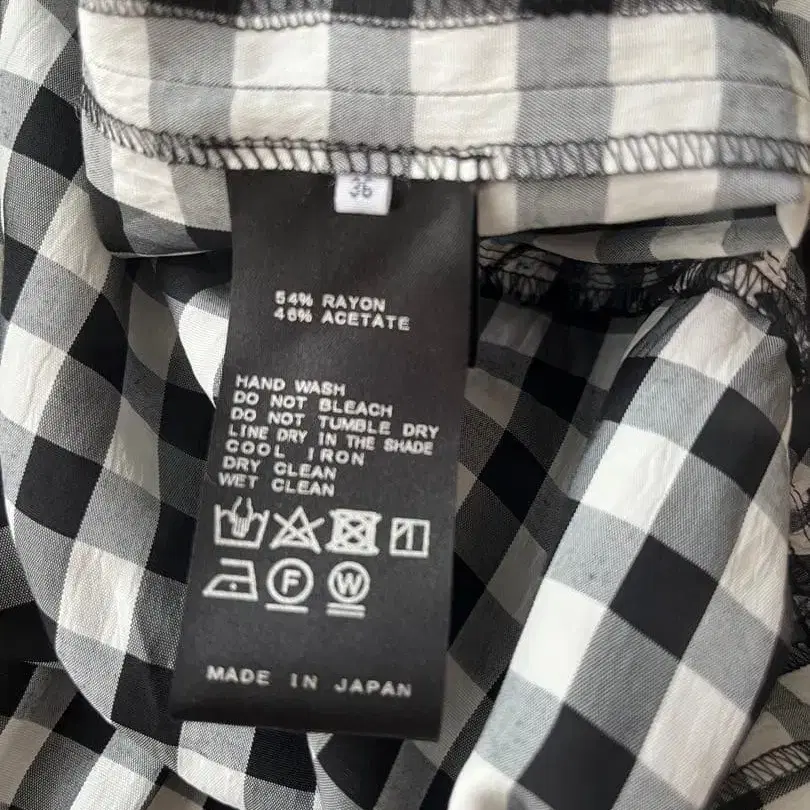 36
54% RAYON
46% ACETATE
HAND WASH
DO NOT BLEACH
DO NOT TUMBLE DRY
LINE DRY IN THE SHADE
COOL IRON
DRY CLEAN
WET CLEAN
F W
MADE IN JAPAN